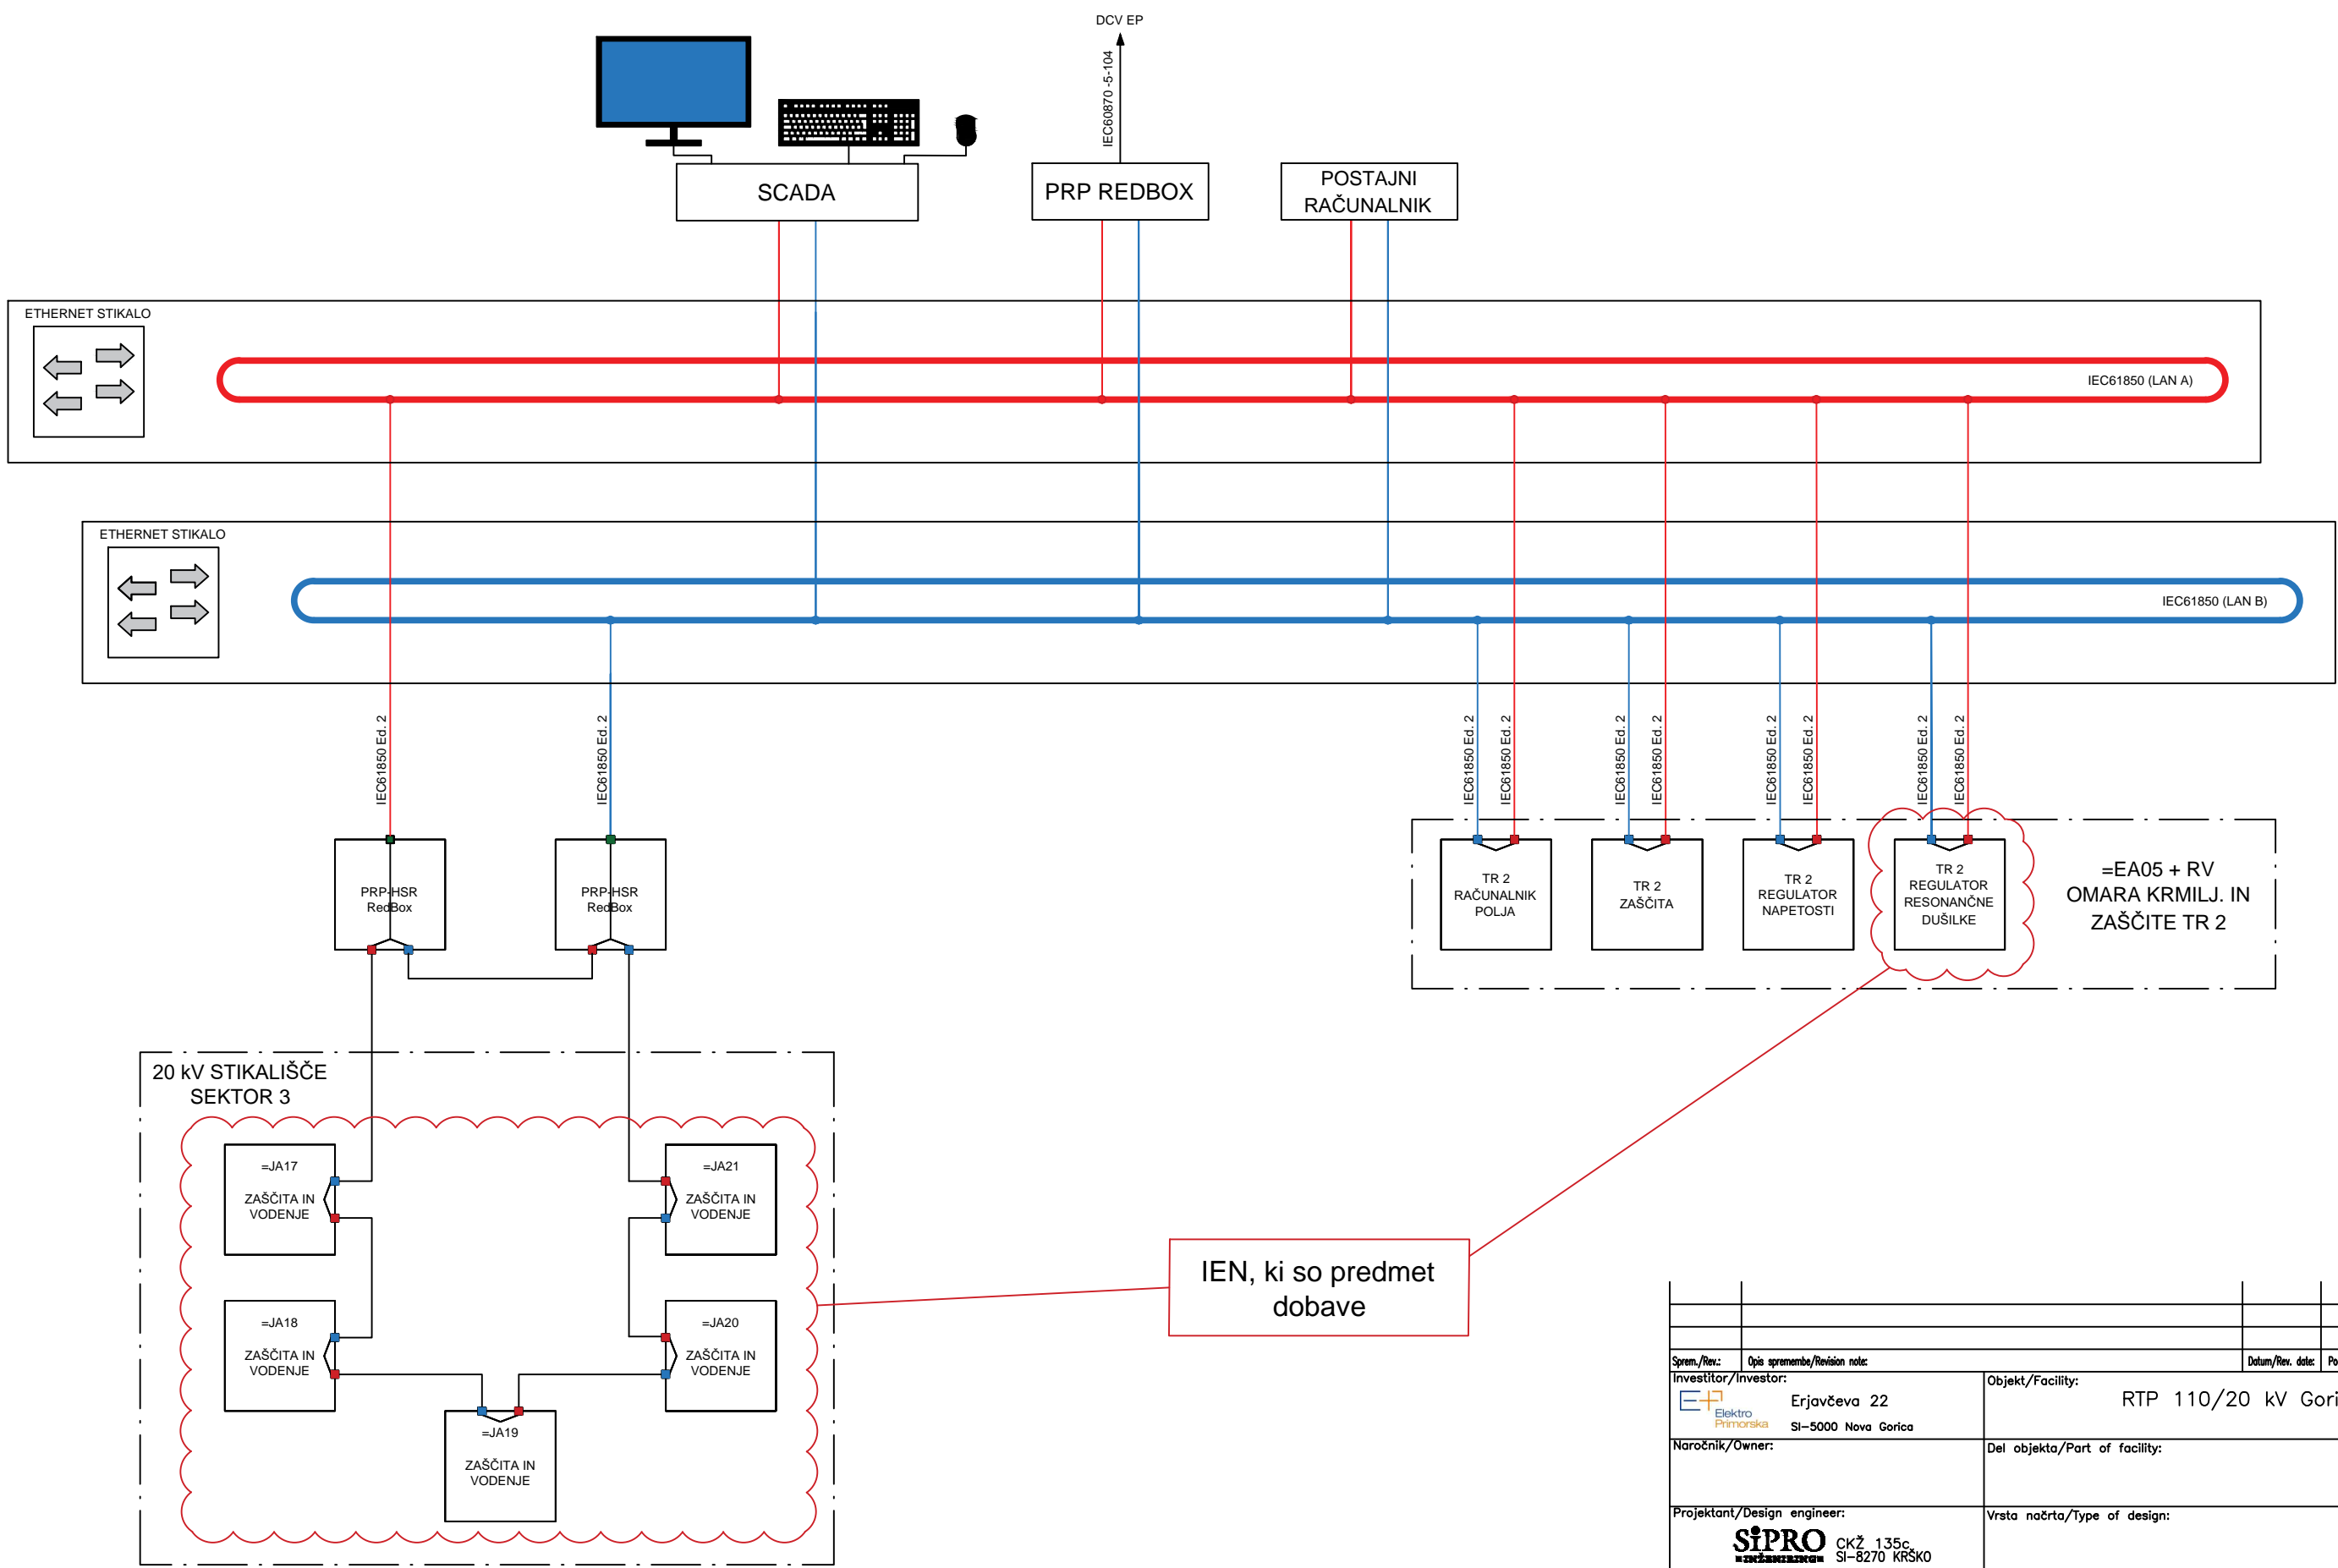 DCV EP
IEC60870 -5-104
SCADA
PRP REDBOX
POSTAJNI
RAČUNALNIK
ETHERNET STIKALO
IEC61850 (LAN A)
ETHERNET STIKALO
IEC61850 (LAN B)
IEC61850 Ed. 2
IEC61850 Ed. 2
IEC61850 Ed. 2
IEC61850 Ed. 2
IEC61850 Ed. 2
IEC61850 Ed. 2
IEC61850 Ed. 2
IEC61850 Ed. 2
IEC61850 Ed. 2
IEC61850 Ed. 2
PRP-HSR
RedBox
PRP-HSR
RedBox
TR 2
RAČUNALNIK
POLJA
TR 2
ZAŠČITA
TR 2
REGULATOR
NAPETOSTI
TR 2
REGULATOR
RESONANČNE
DUŠILKE
=EA05 + RV
OMARA KRMILJ. IN
ZAŠČITE TR 2
20 kV STIKALIŠČE
SEKTOR 3
=JA17
ZAŠČITA IN
VODENJE
=JA21
ZAŠČITA IN
VODENJE
=JA18
ZAŠČITA IN
VODENJE
=JA20
ZAŠČITA IN
VODENJE
=JA19
ZAŠČITA IN
VODENJE
IEN, ki so predmet
dobave
Sprem./Rev.:
Opis spremembe/Revision note:
Datum/Rev. date:
Po
Investitor/Investor:
Elektro
Primorska
Erjavčeva 22
SI-5000 Nova Gorica
Objekt/Facility:
RTP 110/20 kV Gori
Naročnik/Owner:
Del objekta/Part of facility:
Projektant/Design engineer:
SiPRO
INŽENIRING
CKŽ 135c
SI-8270 KRŠKO
Vrsta načrta/Type of design: